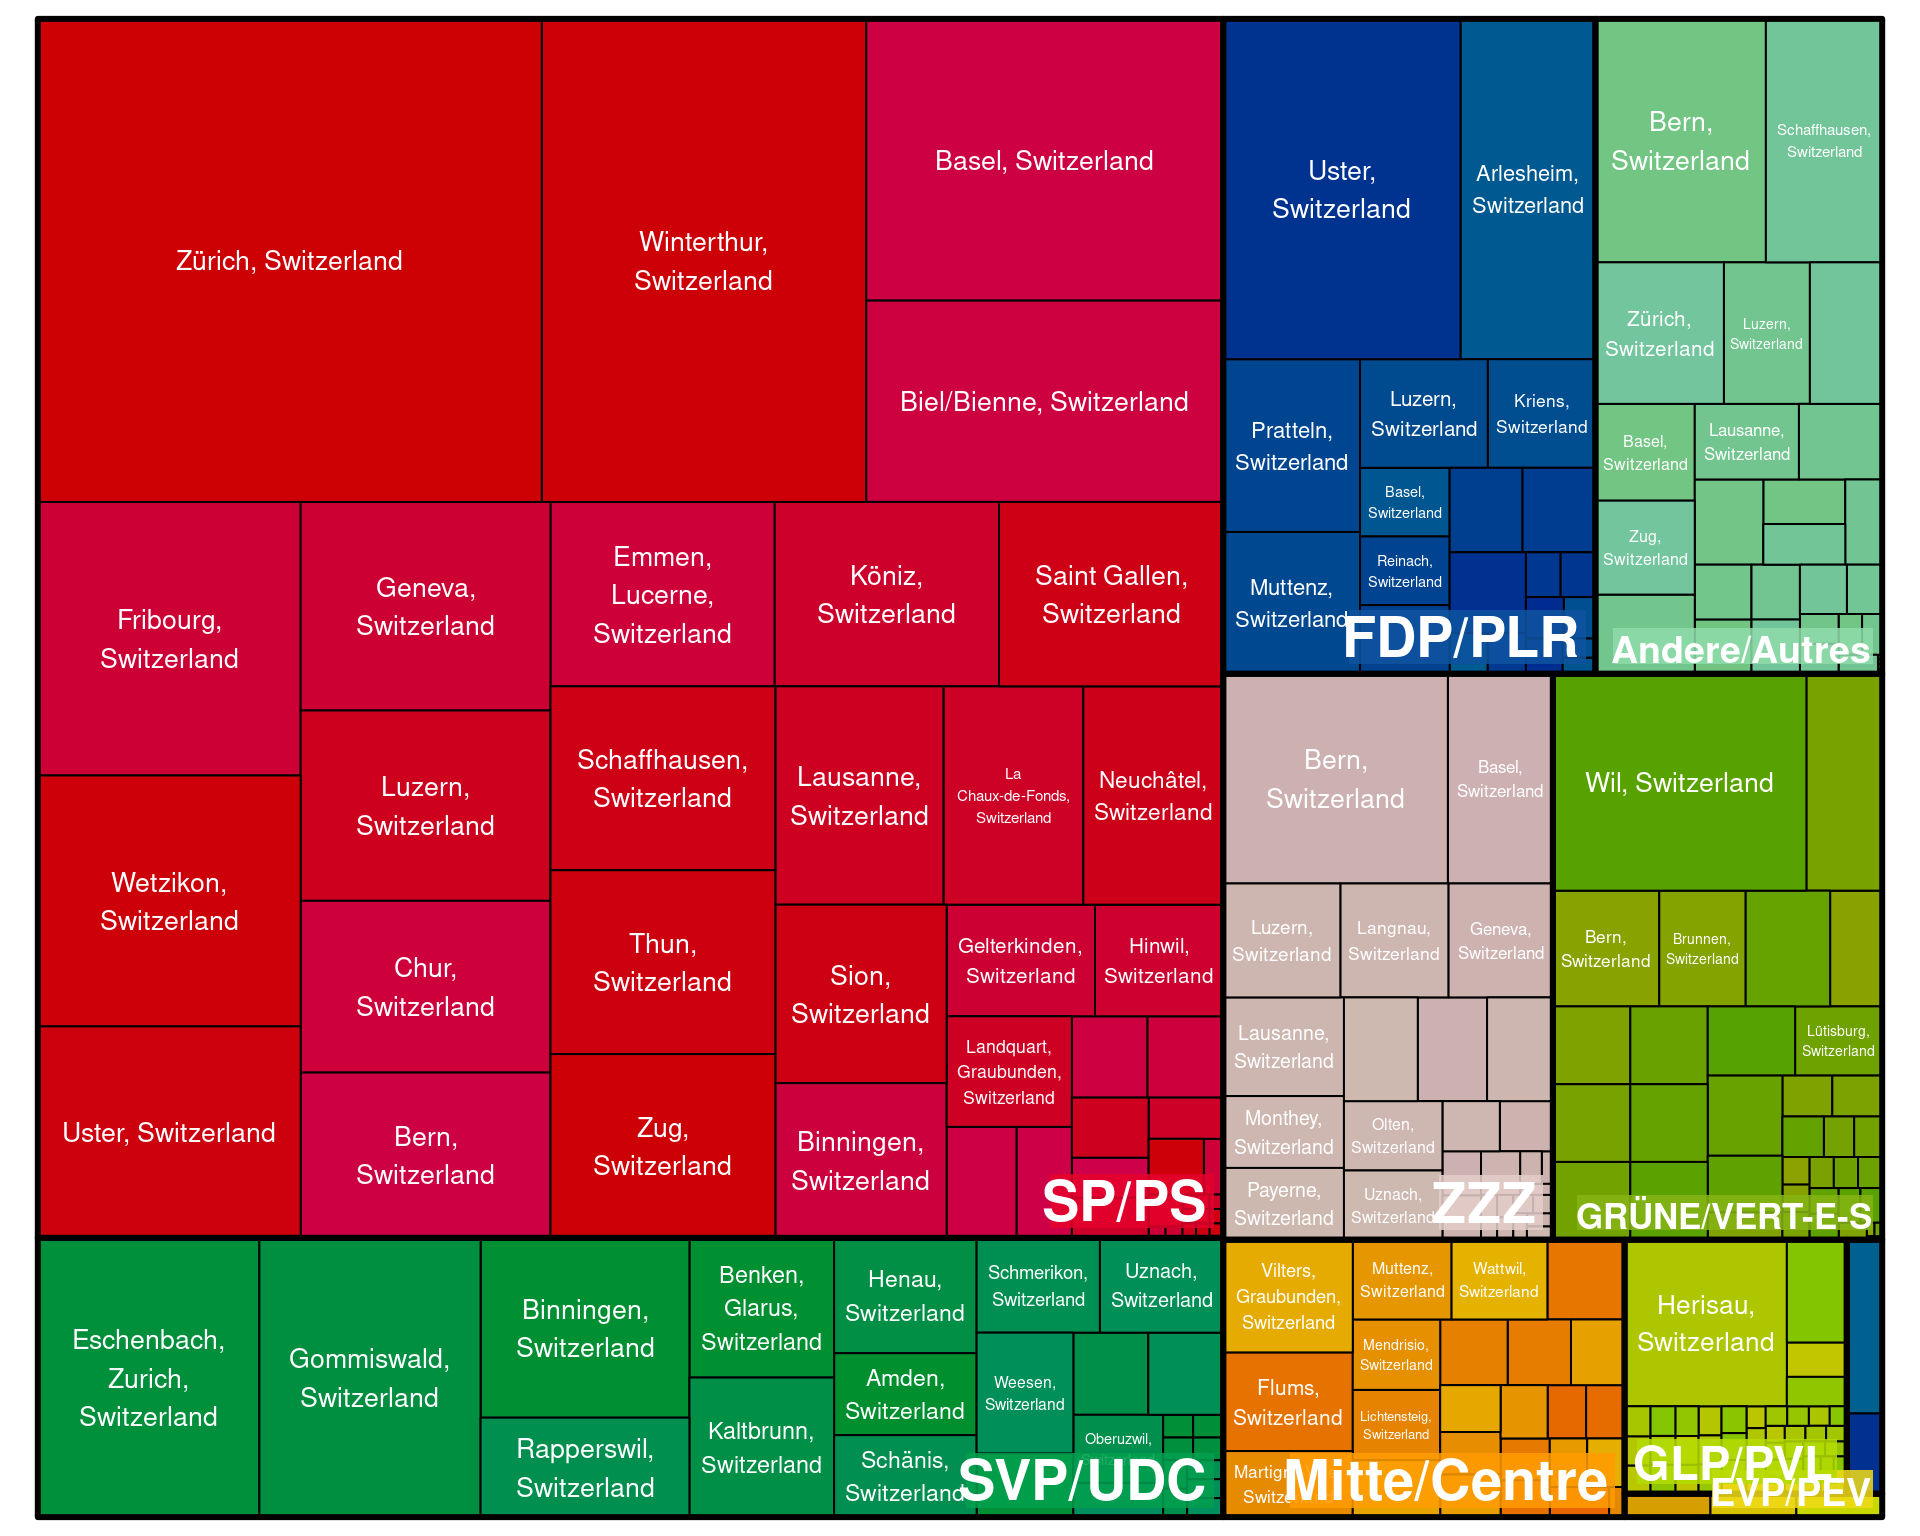 Zürich, Switzerland
Winterthur,
Switzerland
Basel, Switzerland
Biel/Bienne, Switzerland
Fribourg,
Switzerland
Geneva,
Switzerland
Emmen,
Lucerne,
Switzerland
Köniz,
Switzerland
Saint Gallen,
Switzerland
Wetzikon,
Switzerland
Luzern,
Switzerland
Schaffhausen,
Switzerland
Lausanne,
Switzerland
La
Chaux-de-Fonds,
Switzerland
Neuchâtel,
Switzerland
Chur,
Switzerland
Thun,
Switzerland
Sion,
Switzerland
Gelterkinden,
Switzerland
Hinwil,
Switzerland
Landquart,
Graubunden,
Switzerland
Uster, Switzerland
Bern,
Switzerland
Zug,
Switzerland
Binningen,
Switzerland
SP/PS
Uster,
Switzerland
Arlesheim,
Switzerland
Pratteln,
Switzerland
Luzern,
Switzerland
Kriens,
Switzerland
Basel,
Switzerland
Reinach,
Switzerland
Muttenz,
Switzerland
FDP/PLR
Bern,
Switzerland
Schaffhausen,
Switzerland
Zürich,
Switzerland
Luzern,
Switzerland
Basel,
Switzerland
Lausanne,
Switzerland
Zug,
Switzerland
Andere/Autres
Bern,
Switzerland
Basel,
Switzerland
Luzern,
Switzerland
Langnau,
Switzerland
Geneva,
Switzerland
Lausanne,
Switzerland
Monthey,
Switzerland
Olten,
Switzerland
Payerne,
Switzerland
Uznach,
Switzerland
ZZZ
Wil, Switzerland
Bern,
Switzerland
Brunnen,
Switzerland
Lütisburg,
Switzerland
GRÜNE/VERT-E-S
Eschenbach,
Zurich,
Switzerland
Gommiswald,
Switzerland
Binningen,
Switzerland
Rapperswil,
Switzerland
Benken,
Glarus,
Switzerland
Kaltbrunn,
Switzerland
Henau,
Switzerland
Amden,
Switzerland
Schänis,
Switzerland
Schmerikon,
Switzerland
Uznach,
Switzerland
Weesen,
Switzerland
Oberuzwil,
SVP/UDC
Vilters,
Graubunden,
Switzerland
Muttenz,
Switzerland
Wattwil,
Switzerland
Mendrisio,
Switzerland
Flums,
Switzerland
Lichtensteig,
Switzerland
Mitte/Centre
Herisau,
Switzerland
GLP/PVL
EVP/PEV